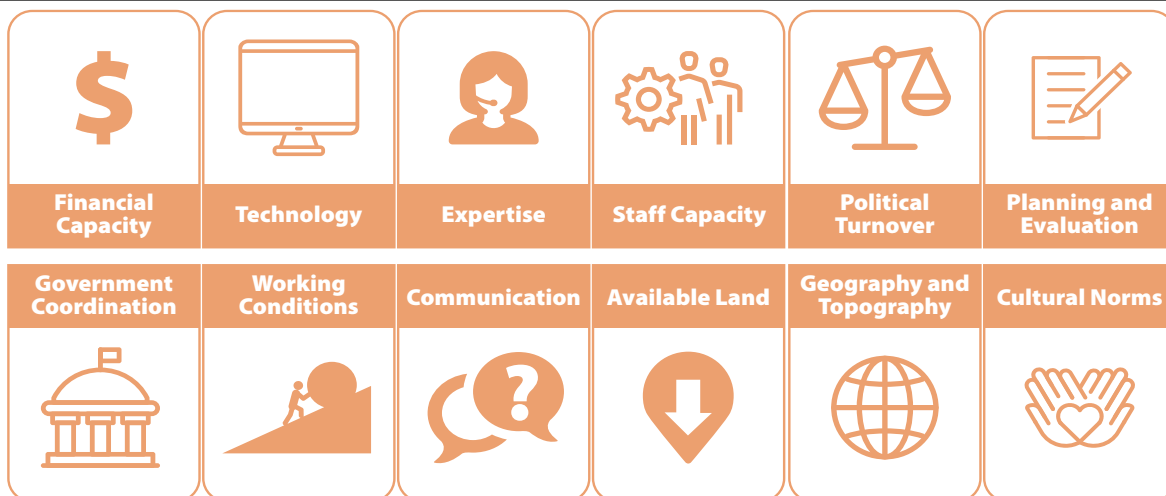 $
Financial
Capacity
Technology
Expertise
Staff Capacity
Political
Turnover
Planning and
Evaluation
Government
Coordination
Working
Conditions
Communication
Available Land
Geography and
Topography
Cultural Norms
?